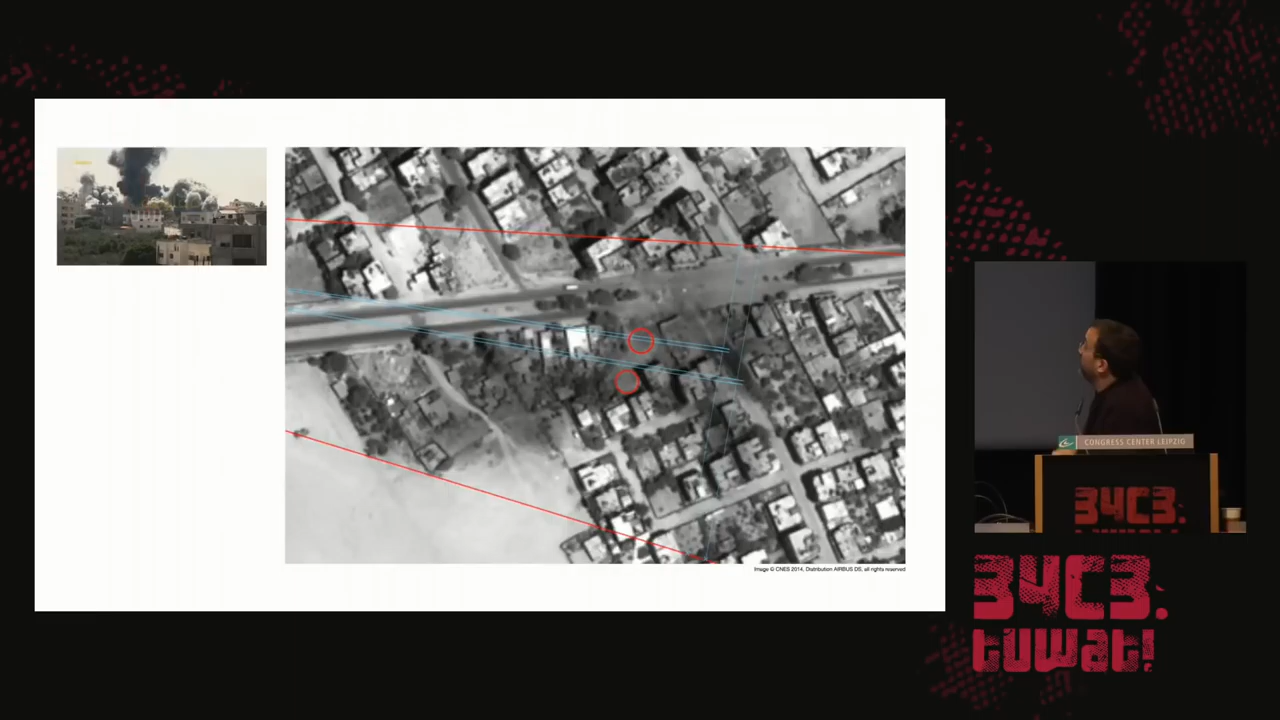 Image © CNES 2014, Distribution AIRBUS DS, all rights reserved
CONGRESS CENTER LEIPZIG
34C3:
34C3.
tuwat!